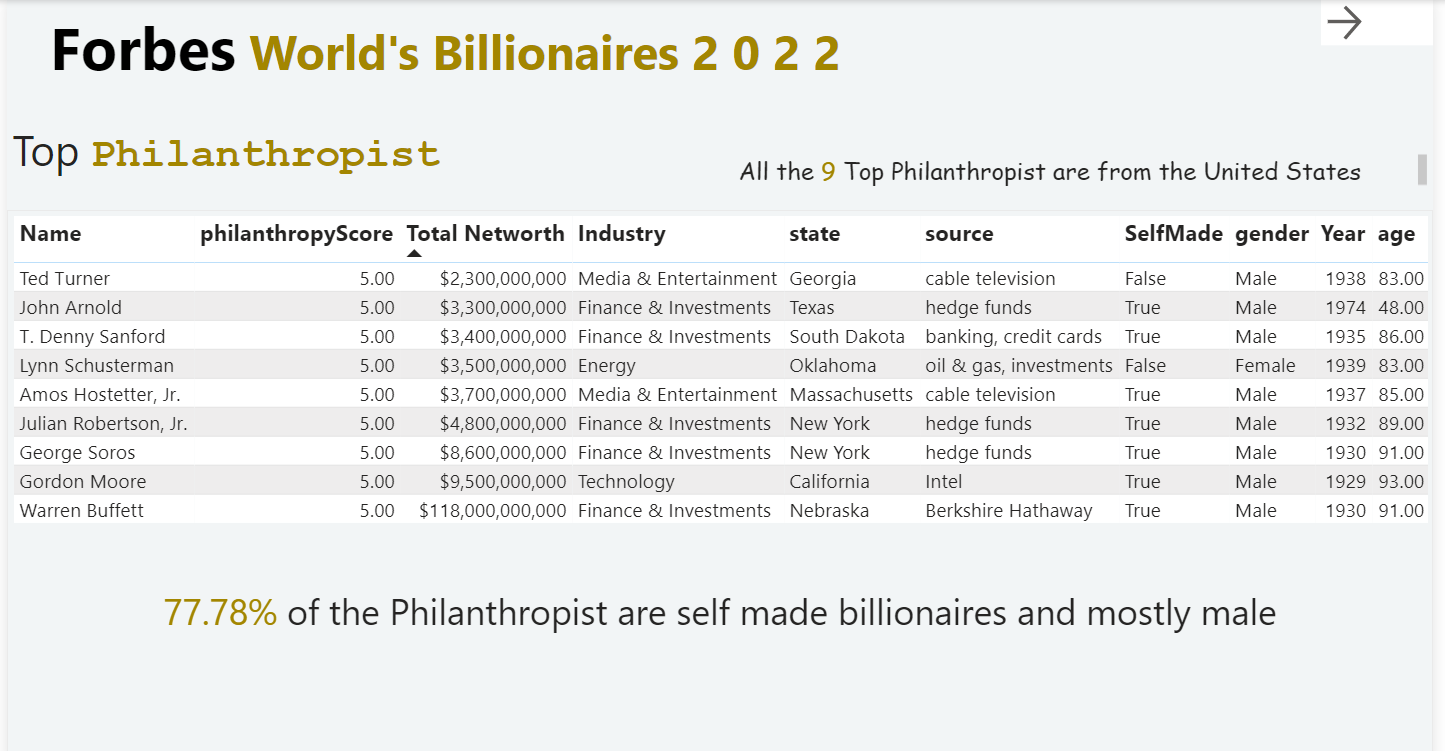 Forbes World's Billionaires 2 0 2 2
Top Philanthropist
All the 9 Top Philanthropist are from the United States
Name philanthropyScore Total Networth Industry state source SelfMade gender Year age
Ted Turner 5.00 $2,300,000,000 Media & Entertainment Georgia cable television False Male 1938 83.00
John Arnold 5.00 $3,300,000,000 Finance & Investments Texas hedge funds True Male 1974 48.00
T. Denny Sanford 5.00 $3,400,000,000 Finance & Investments South Dakota banking, credit cards True Male 1935 86.00
Lynn Schusterman 5.00 $3,500,000,000 Energy Oklahoma oil & gas, investments False Female 1939 83.00
Amos Hostetter, Jr. 5.00 $3,700,000,000 Media & Entertainment Massachusetts cable television True Male 1937 85.00
Julian Robertson, Jr. 5.00 $4,800,000,000 Finance & Investments New York hedge funds True Male 1932 89.00
George Soros 5.00 $8,600,000,000 Finance & Investments New York hedge funds True Male 1930 91.00
Gordon Moore 5.00 $9,500,000,000 Technology California Intel True Male 1929 93.00
Warren Buffett 5.00 $118,000,000,000 Finance & Investments Nebraska Berkshire Hathaway True Male 1930 91.00
77.78% of the Philanthropist are self made billionaires and mostly male